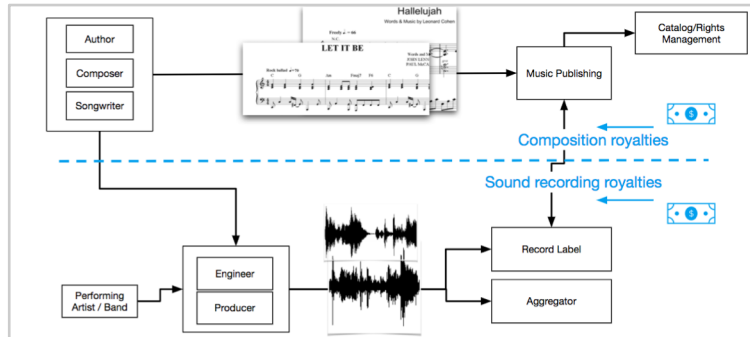 Author
Composer
Songwriter
Hallelujah
Words & Music by Leonard Cohen
LET IT BE
Music Publishing
Catalog/Rights
Management
Composition royalties
Sound recording royalties
$
$
Engineer
Producer
Performing
Artist / Band
Record Label
Aggregator